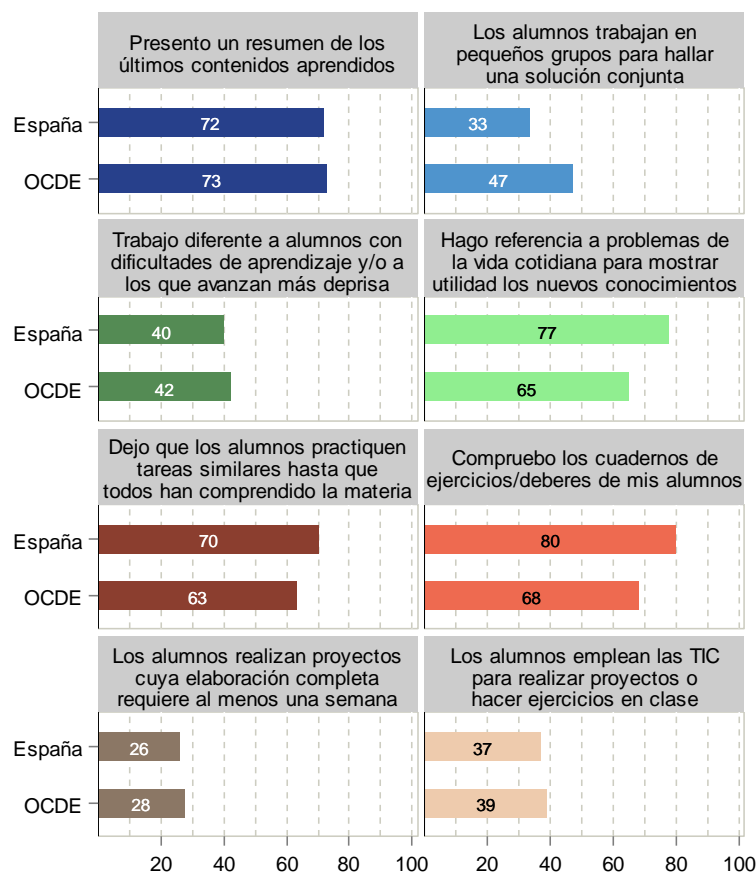 Presento un resumen de los
últimos contenidos aprendidos
España
72
OCDE
73
Los alumnos trabajan en
pequeños grupos para hallar
una solución conjunta
33
47
Trabajo diferente a alumnos con
dificultades de aprendizaje y/o a
los que avanzan más deprisa
España
40
OCDE
42
Hago referencia a problemas de
la vida cotidiana para mostrar
utilidad los nuevos conocimientos
77
65
Dejo que los alumnos practiquen
tareas similares hasta que
todos han comprendido la materia
España
70
OCDE
63
Compruebo los cuadernos de
ejercicios/deberes de mis alumnos
80
68
Los alumnos realizan proyectos
cuya elaboración completa
requiere al menos una semana
España
26
OCDE
28
Los alumnos emplean las TIC
para realizar proyectos o
hacer ejercicios en clase
37
39
20 40 60 80 100
20 40 60 80 100